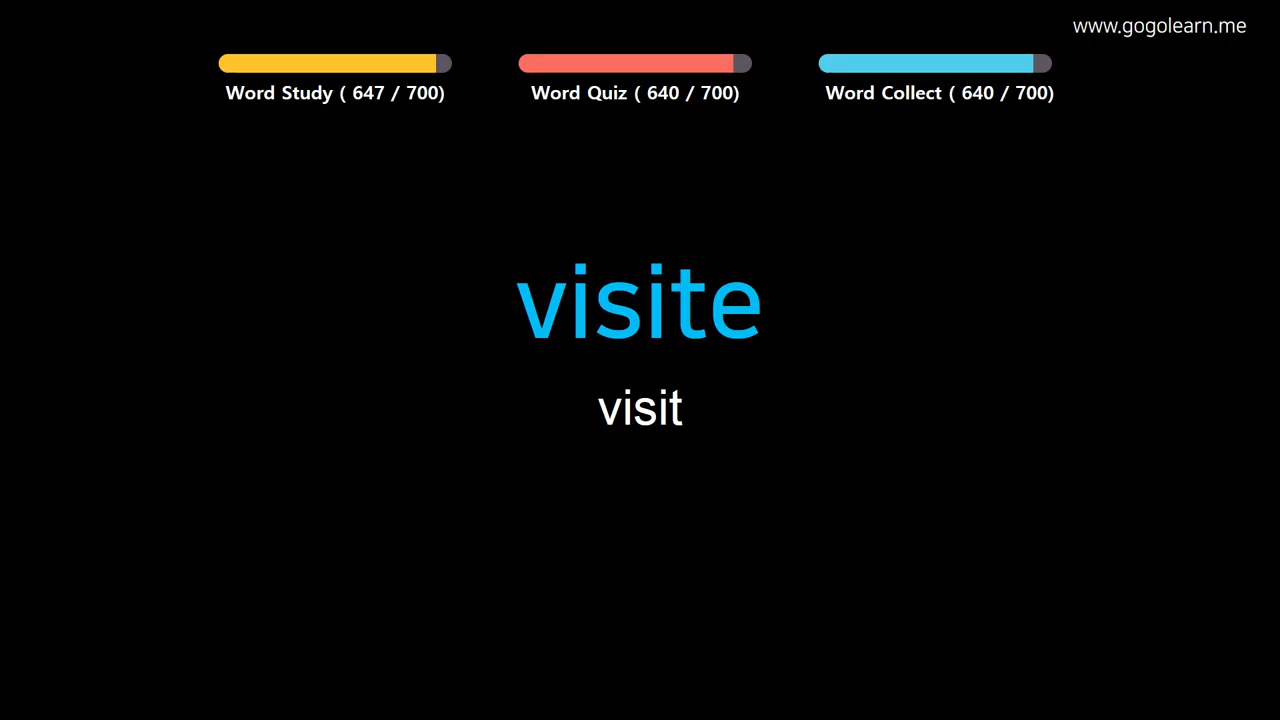 www.gogolearn.me
Word Study ( 647 / 700)
Word Quiz ( 640 / 700)
Word Collect ( 640 / 700)
visite
visit